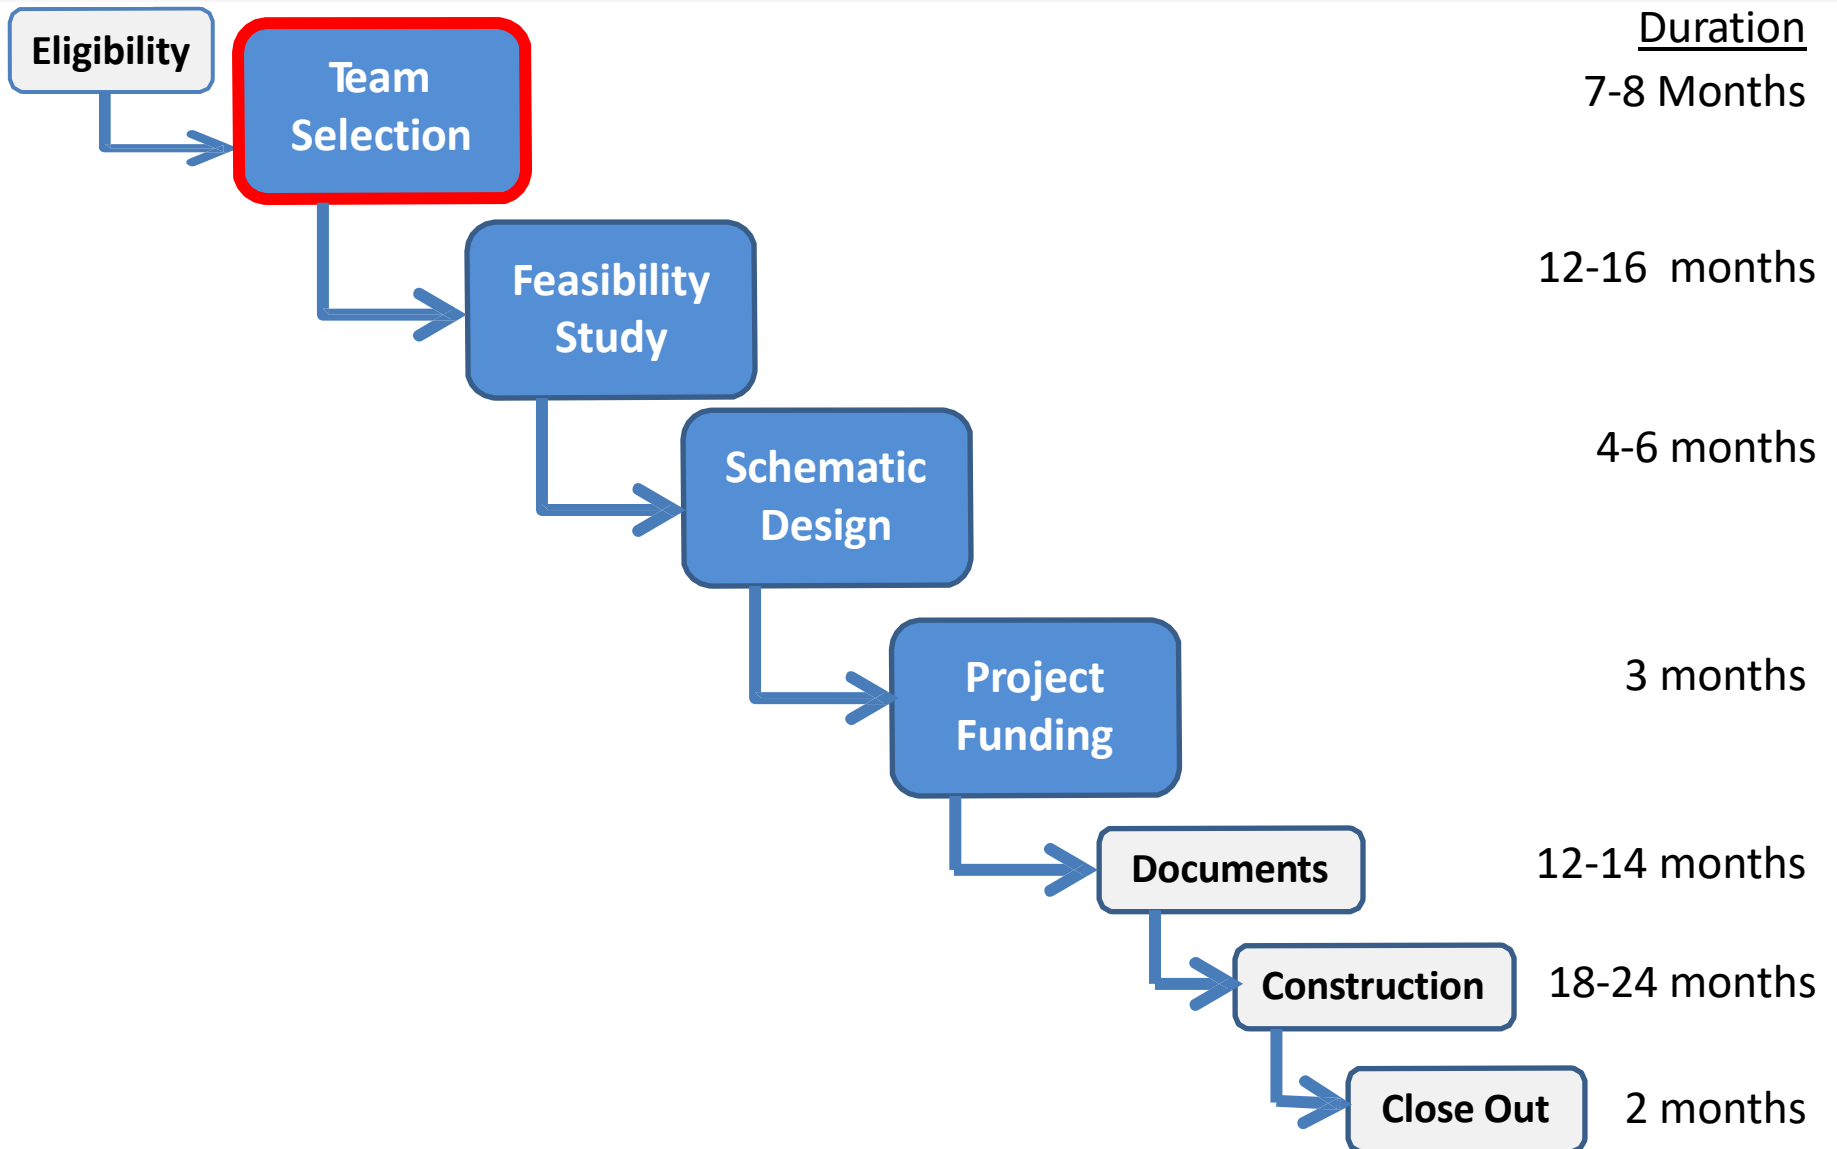 Eligibility
Duration
Team
Selection
7-8 Months
Feasibility
Study
12-16  months
Schematic
Design
4-6 months
Project
Funding
3 months
Documents
12-14 months
Construction
18-24 months
Close Out
2 months